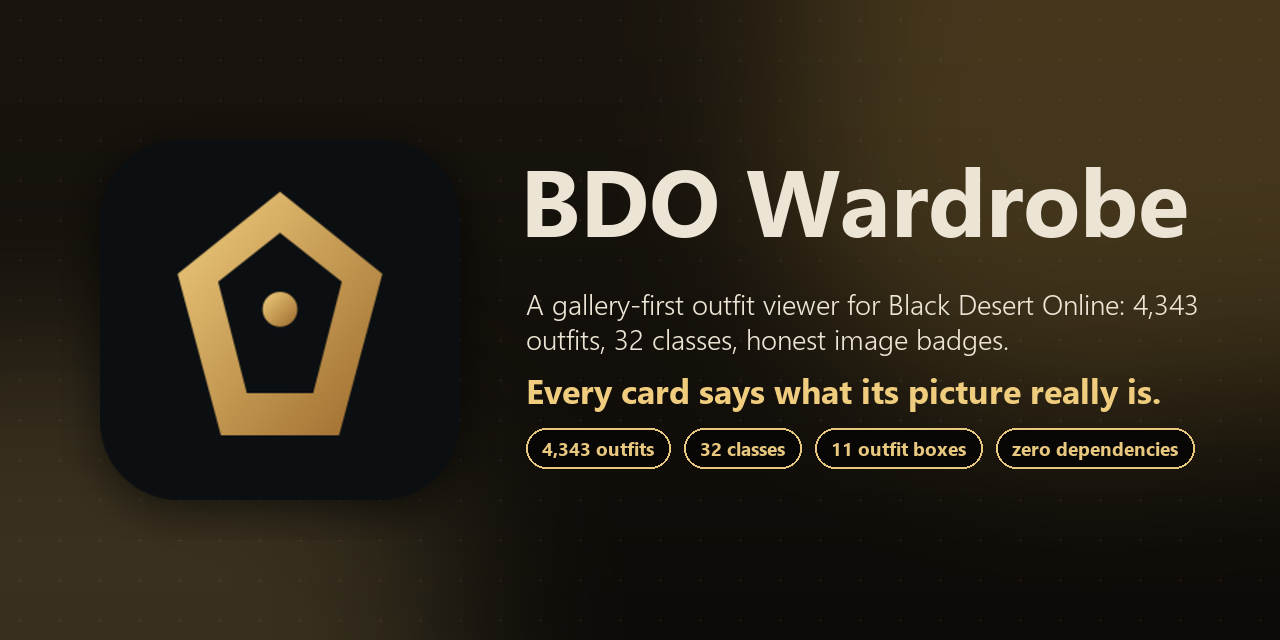 BDO Wardrobe
A gallery-first outfit viewer for Black Desert Online: 4,343
outfits, 32 classes, honest image badges.
Every card says what its picture really is.
4,343 outfits
32 classes
11 outfit boxes
zero dependencies